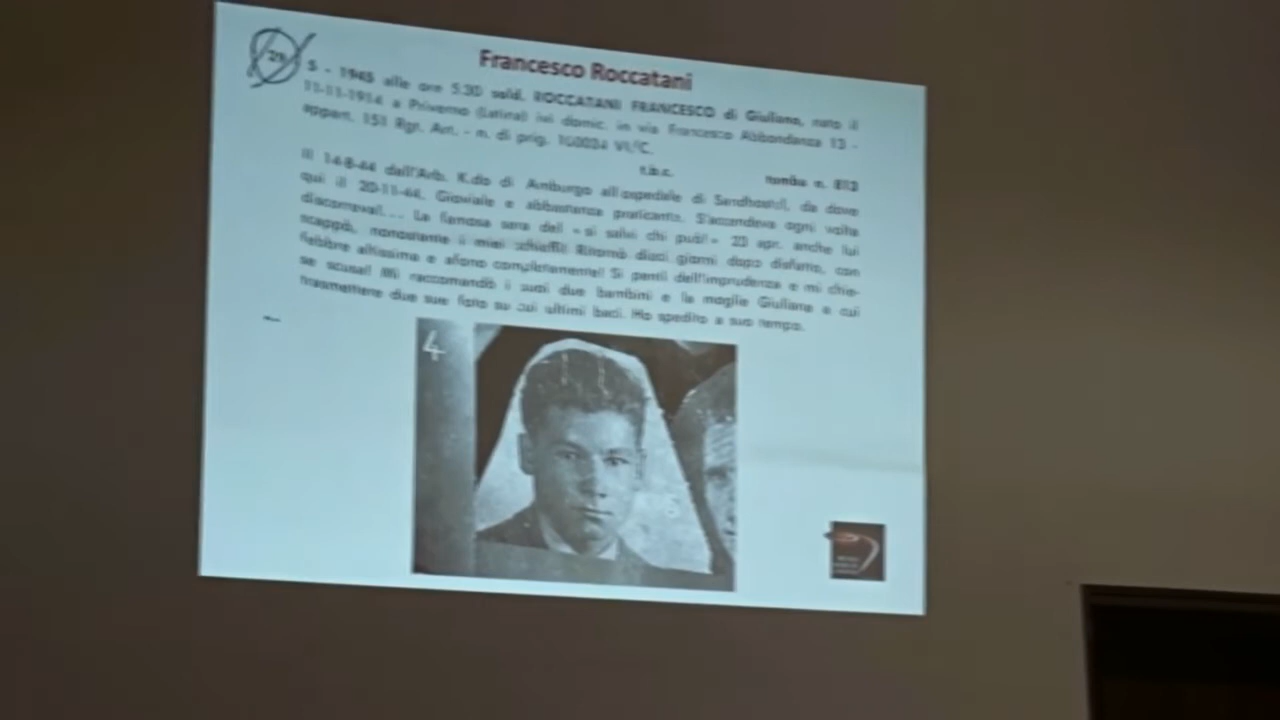 Francesco Roccatani
29
5 - 1945 alle ore 5.30 sold. ROCCATANI FRANCESCO di Giuliano, nato il
11-11-1914 a Priverno (Latina) ivi domic. in via Francesco Abbondanza 13 -
appart. 151 Rgt. Art. - n. di prig.
t.b.c. tomba n.
Il 14-8-44 dall'Arb. K.do di Amburgo all'ospedale di Sandbostel, da dove
qui il 20-11-44. Gioviale e abbastanza praticante. S'accendeva ogni volta
discorreva!... La famosa sera del « si salvi chi può! » 23 apr. anche lui
scappò, nonostante i miei schiaffi! Ritornò dieci giorni dopo disfatto, con
febbre altissima e afono completamente! Si pentì dell'imprudenza e mi chie-
se scusa! Mi raccomandò i suoi due bambini e la moglie Giuliana a cui
trasmettere due sue foto su cui ultimi baci. Ho spedito a suo tempo.
4